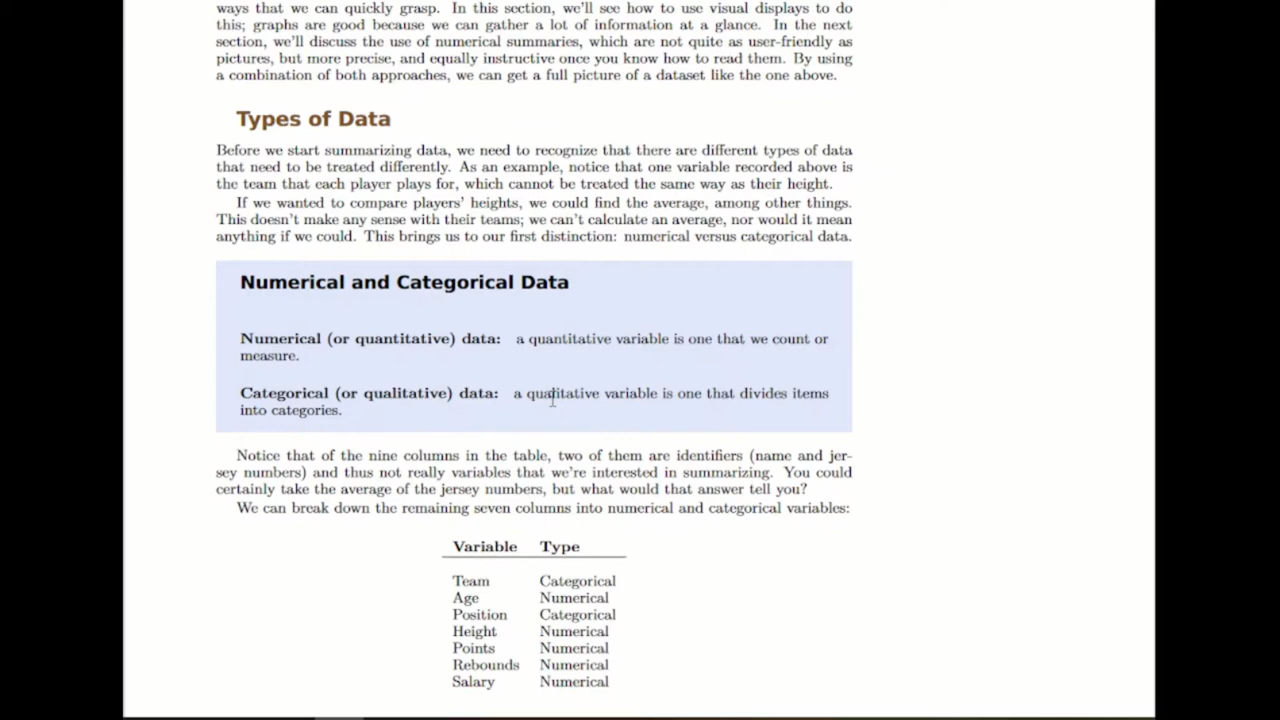 ways that we can quickly grasp. In this section, we'll see how to use visual displays to do
this; graphs are good because we can gather a lot of information at a glance. In the next
section, we'll discuss the use of numerical summaries, which are not quite as user-friendly as
pictures, but more precise, and equally instructive once you know how to read them. By using
a combination of both approaches, we can get a full picture of a dataset like the one above.
Types of Data
Before we start summarizing data, we need to recognize that there are different types of data
that need to be treated differently. As an example, notice that one variable recorded above is
the team that each player plays for, which cannot be treated the same way as their height.
If we wanted to compare players' heights, we could find the average, among other things.
This doesn't make any sense with their teams; we can't calculate an average, nor would it mean
anything if we could. This brings us to our first distinction: numerical versus categorical data.
Numerical and Categorical Data
Numerical (or quantitative) data: a quantitative variable is one that we count or
measure.
Categorical (or qualitative) data: a qualitative variable is one that divides items
into categories.
Notice that of the nine columns in the table, two of them are identifiers (name and jer-
sey numbers) and thus not really variables that we're interested in summarizing. You could
certainly take the average of the jersey numbers, but what would that answer tell you?
We can break down the remaining seven columns into numerical and categorical variables:
Variable Type
Team Categorical
Age Numerical
Position Categorical
Height Numerical
Points Numerical
Rebounds Numerical
Salary Numerical